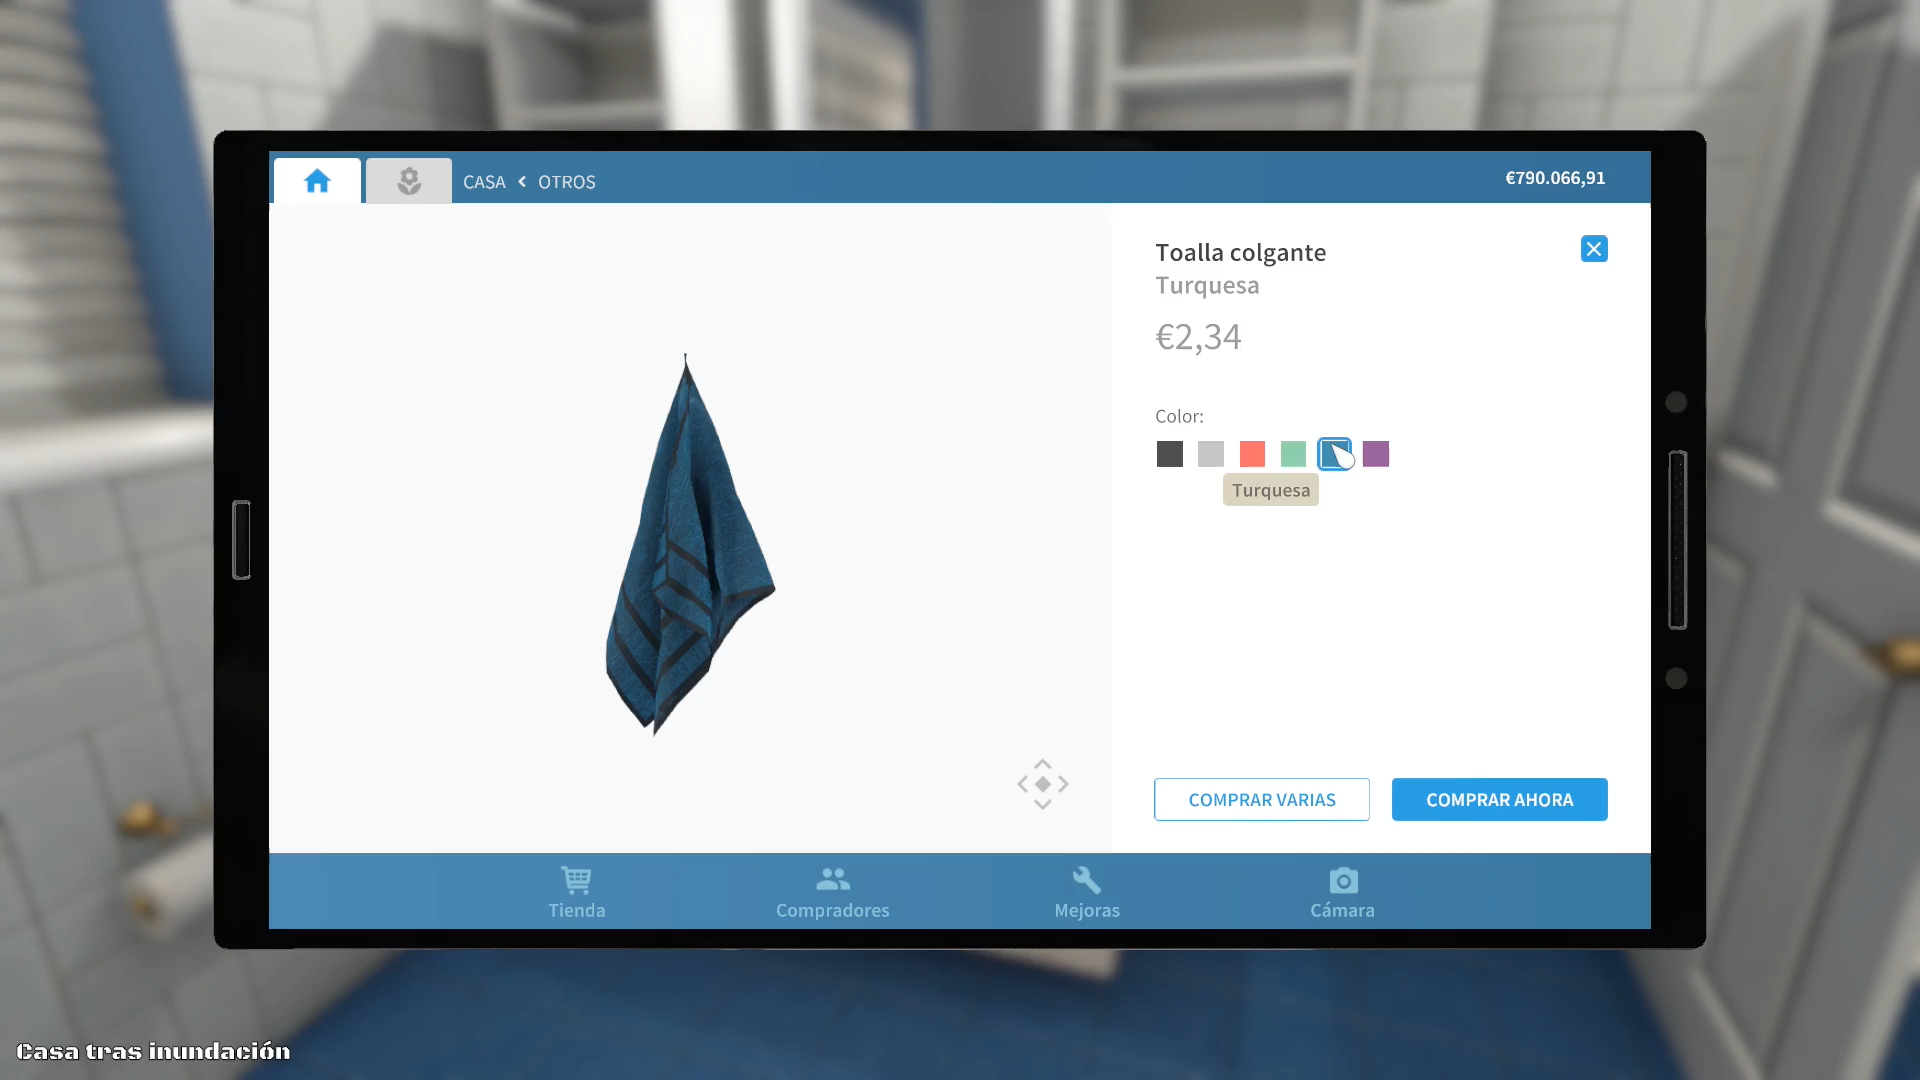 CASA < OTROS
€790.066,91
Toalla colgante
Turquesa
€2,34
Color:
Turquesa
COMPRAR VARIAS
COMPRAR AHORA
Tienda
Compradores
Mejoras
Cámara
Casa tras inundación